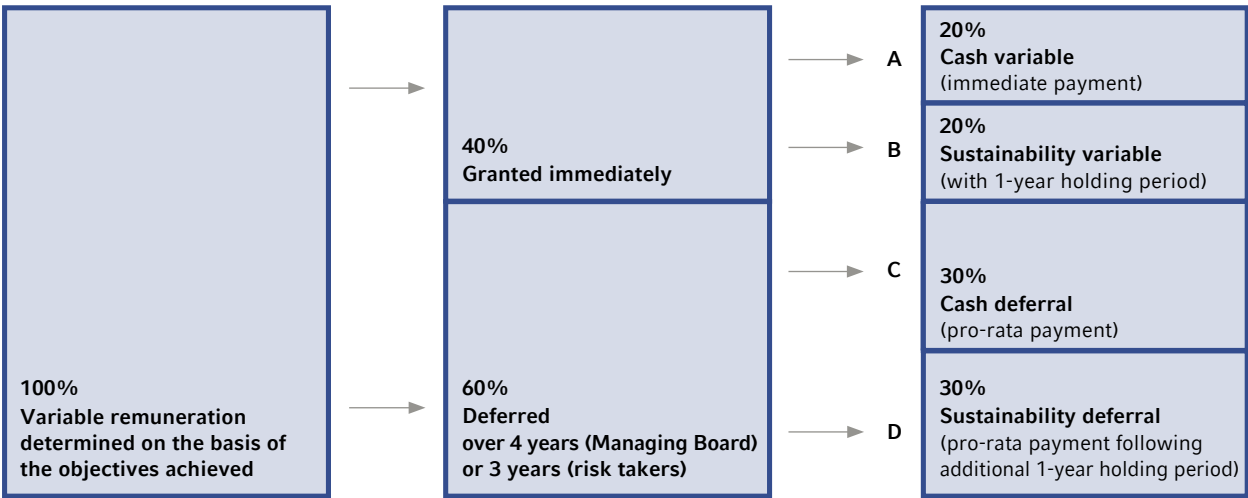 100%
Variable remuneration
determined on the basis of
the objectives achieved
40%
Granted immediately
60%
Deferred
over 4 years (Managing Board)
or 3 years (risk takers)
A
20%
Cash variable
(immediate payment)
B
20%
Sustainability variable
(with 1-year holding period)
C
30%
Cash deferral
(pro-rata payment)
D
30%
Sustainability deferral
(pro-rata payment following
additional 1-year holding period)